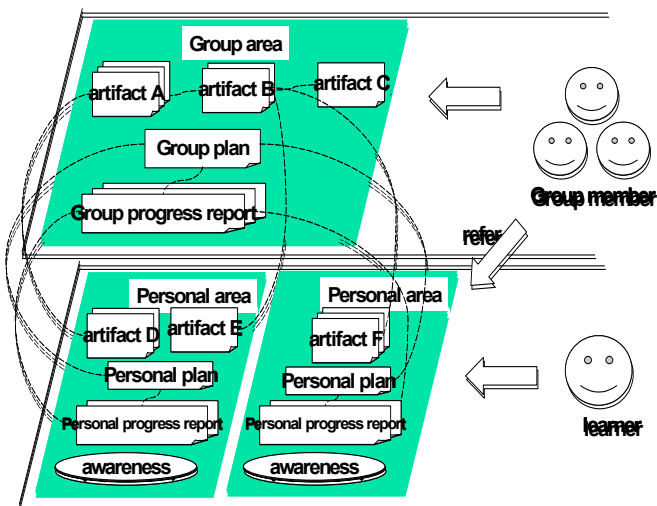 Group area
artifact A
artifact B
artifact C
Group plan
Group progress report
Group member
refer
Personal area
artifact D
artifact E
Personal plan
Personal progress report
awareness
Personal area
artifact F
Personal plan
Personal progress report
awareness
learner